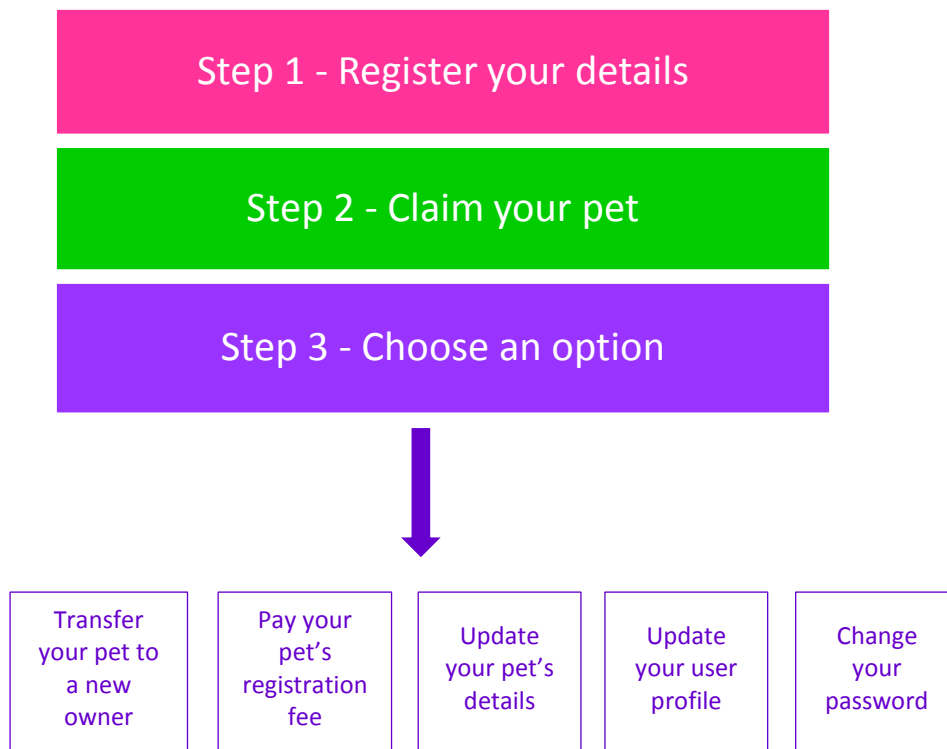 Step 1 - Register your details
Step 2 - Claim your pet
Step 3 - Choose an option
Transfer
your pet to
a new
owner
Pay your
pet’s
registration
fee
Update
your pet’s
details
Update
your user
profile
Change
your
password